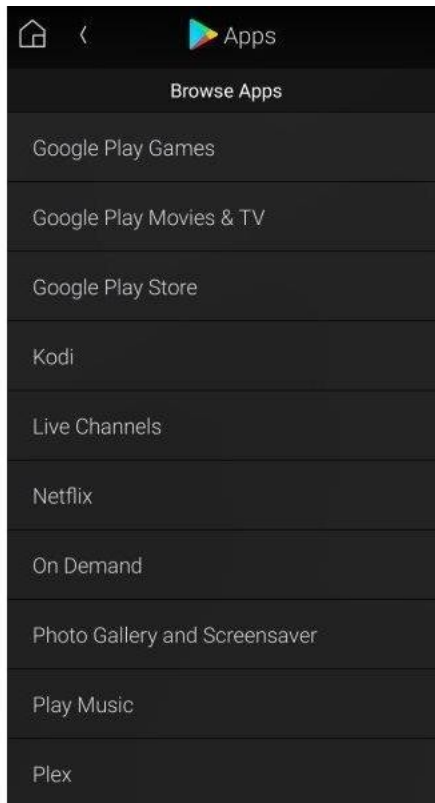 Apps
Browse Apps
Google Play Games
Google Play Movies & TV
Google Play Store
Kodi
Live Channels
Netflix
On Demand
Photo Gallery and Screensaver
Play Music
Plex